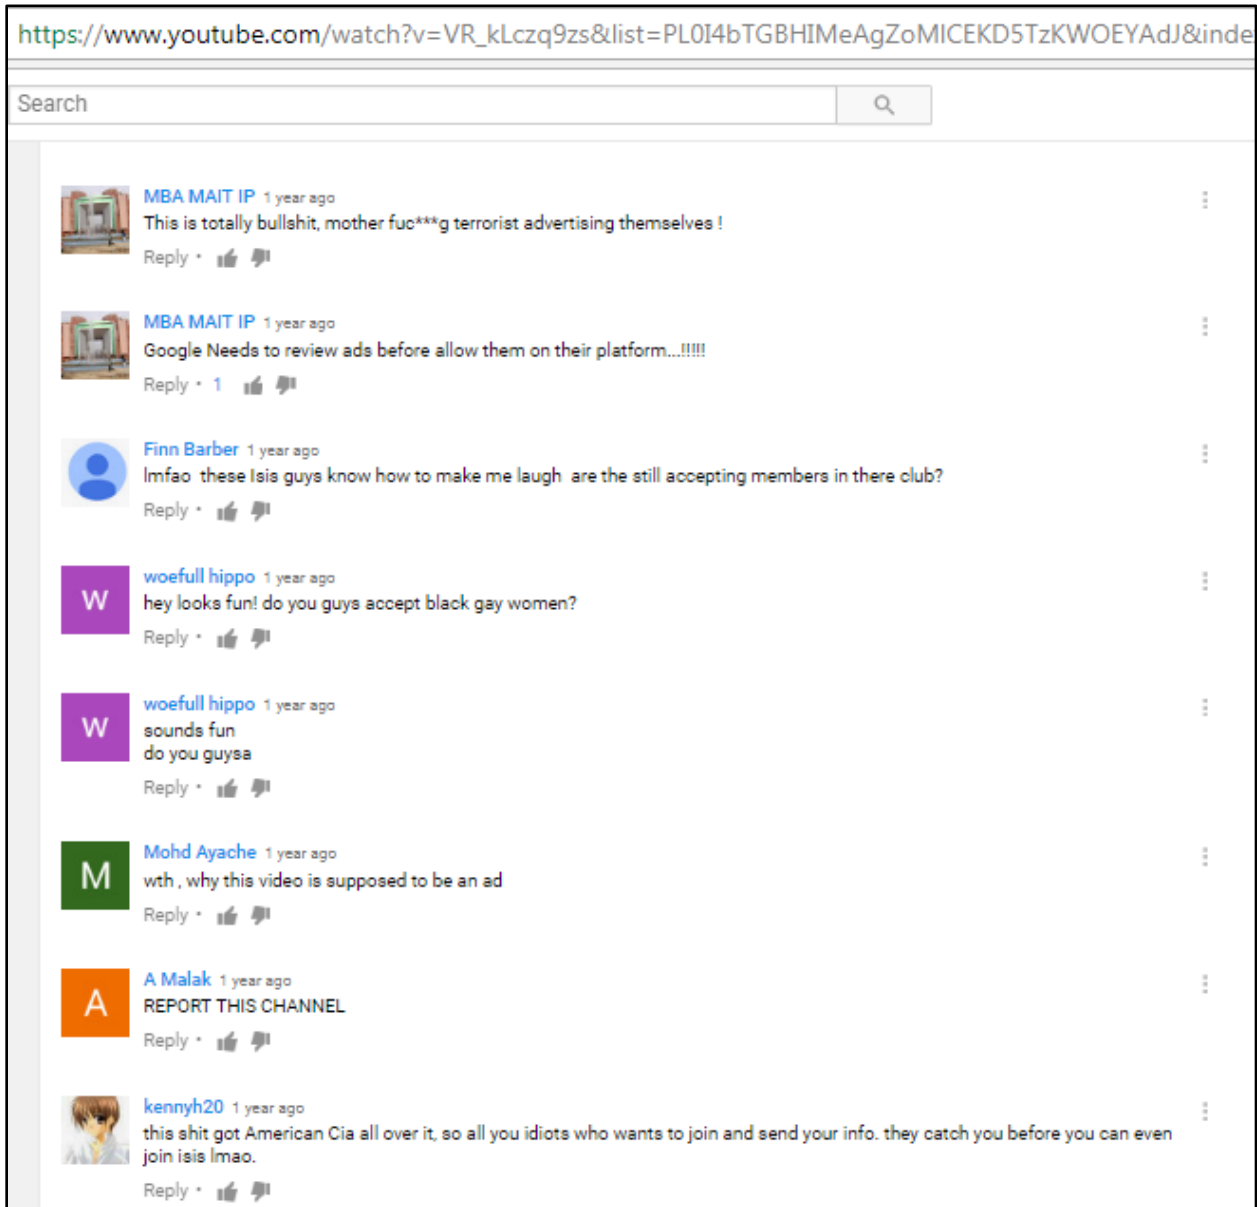 https://www.youtube.com/watch?v=VR_kLczq9zs&list=PL0I4bTGBHIMeAgZoMICEKD5TzKWOEYAdJ&inde
Search
MBA MAIT IP 1 year ago
This is totally bullshit, mother fuc***g terrorist advertising themselves !
Reply •
MBA MAIT IP 1 year ago
Google Needs to review ads before allow them on their platform...!!!!!
Reply • 1
Finn Barber 1 year ago
lmfao  these Isis guys know how to make me laugh  are the still accepting members in there club?
Reply •
W
woefull hippo 1 year ago
hey looks fun! do you guys accept black gay women?
Reply •
W
woefull hippo 1 year ago
sounds fun
do you guysa
Reply •
M
Mohd Ayache 1 year ago
wth , why this video is supposed to be an ad
Reply •
A
A Malak 1 year ago
REPORT THIS CHANNEL
Reply •
kennyh20 1 year ago
this shit got American Cia all over it, so all you idiots who wants to join and send your info. they catch you before you can even
join isis lmao.
Reply •